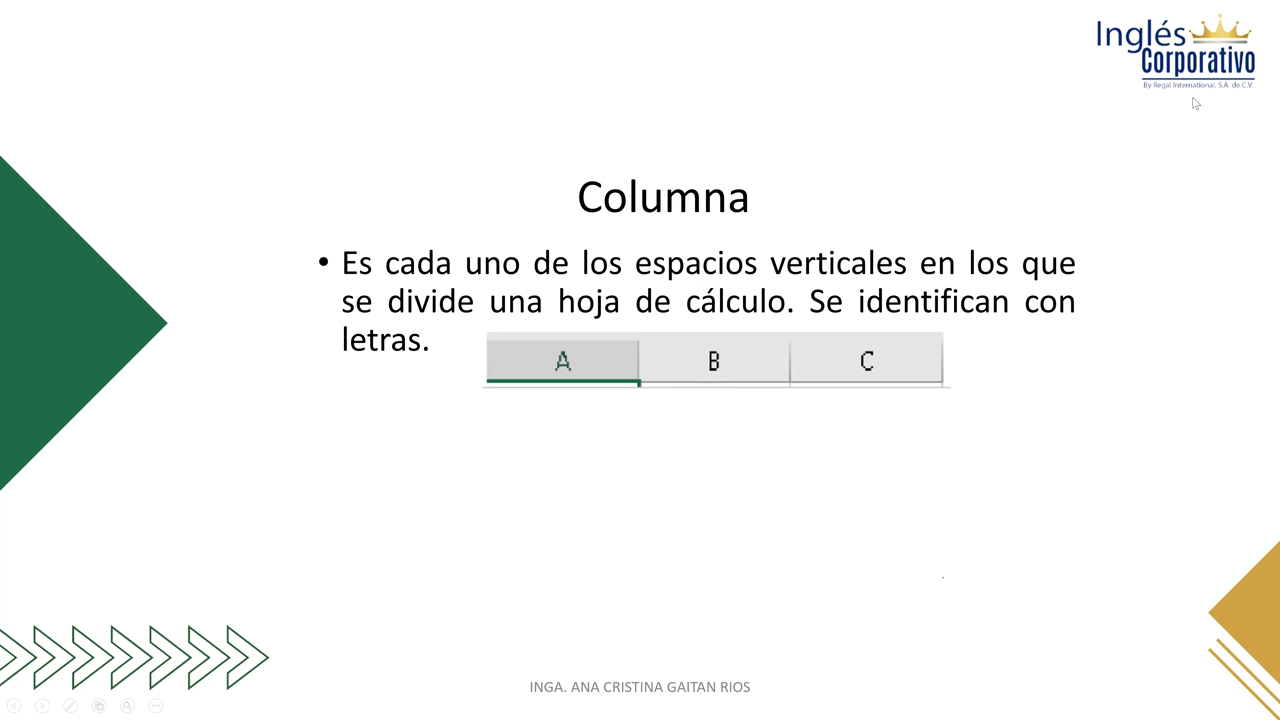 Inglés
Corporativo
By Regal International, S.A. de C.V.
Columna
• Es cada uno de los espacios verticales en los que
se divide una hoja de cálculo. Se identifican con
letras.
A B C
INGA. ANA CRISTINA GAITAN RIOS